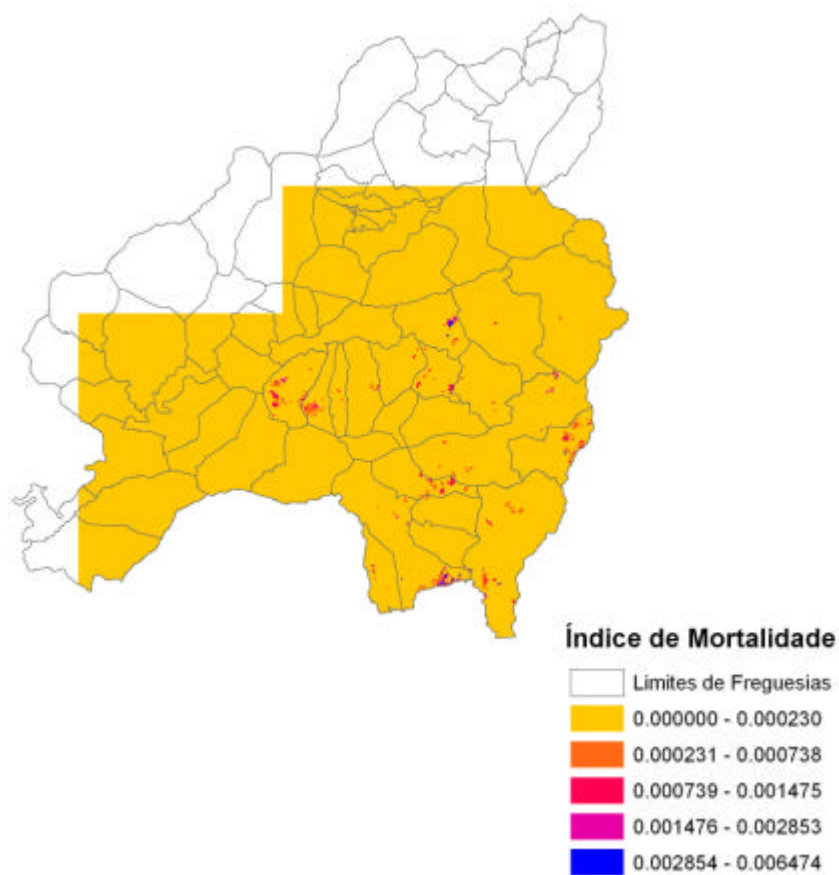 Índice de Mortalidade
Limites de Freguesias
0.000000 - 0.000230
0.000231 - 0.000738
0.000739 - 0.001475
0.001476 - 0.002853
0.002854 - 0.006474